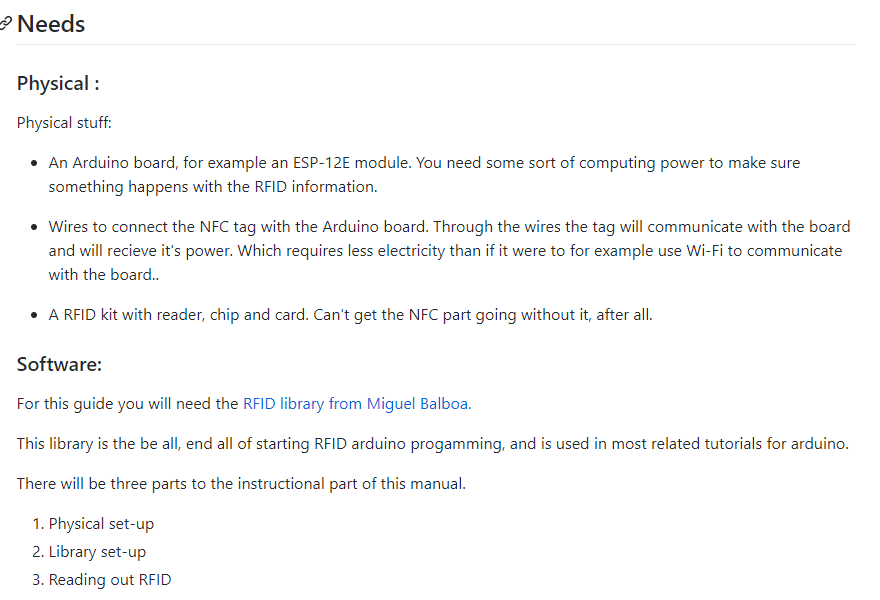 Needs
Physical :
Physical stuff:
An Arduino board, for example an ESP-12E module. You need some sort of computing power to make sure
something happens with the RFID information.
Wires to connect the NFC tag with the Arduino board. Through the wires the tag will communicate with the board
and will recieve it's power. Which requires less electricity than if it were to for example use Wi-Fi to communicate
with the board..
A RFID kit with reader, chip and card. Can't get the NFC part going without it, after all.
Software:
For this guide you will need the RFID library from Miguel Balboa.
This library is the be all, end all of starting RFID arduino progamming, and is used in most related tutorials for arduino.
There will be three parts to the instructional part of this manual.
1. Physical set-up
2. Library set-up
3. Reading out RFID